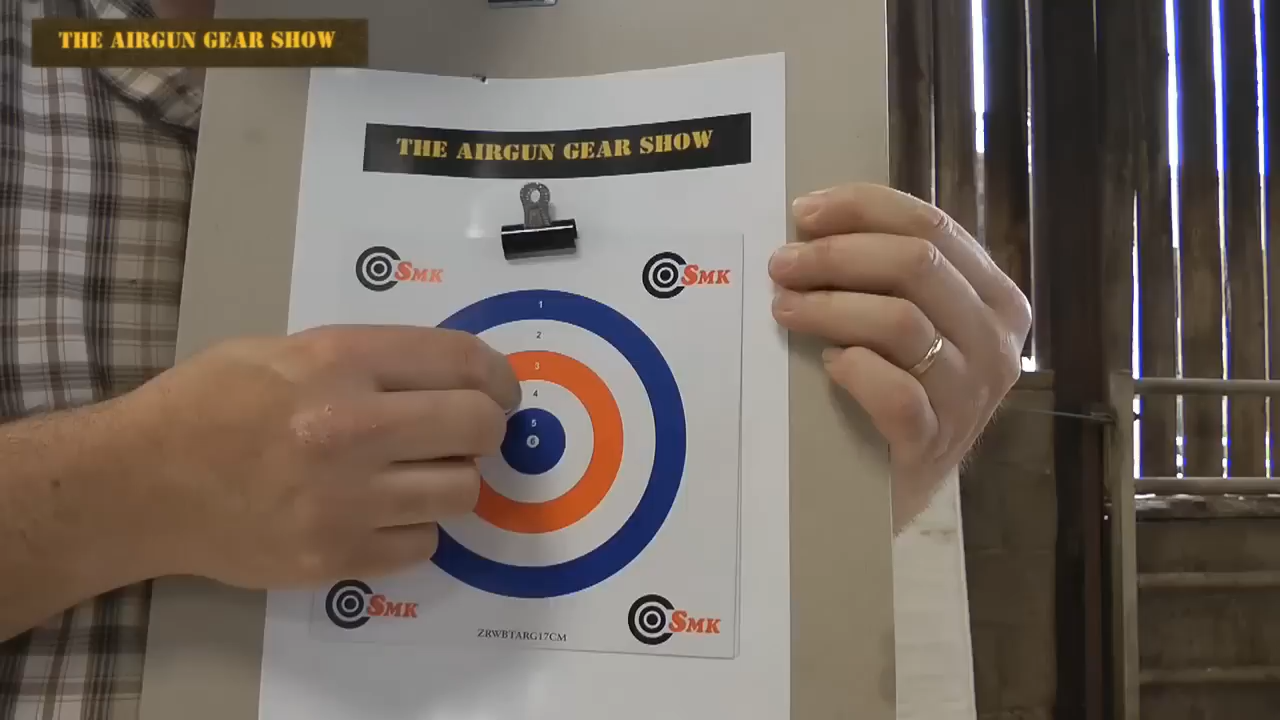 THE AIRGUN GEAR SHOW
THE AIRGUN GEAR SHOW
SMK
SMK
1
2
3
4
5
6
SMK
SMK
ZRWBTARG17CM